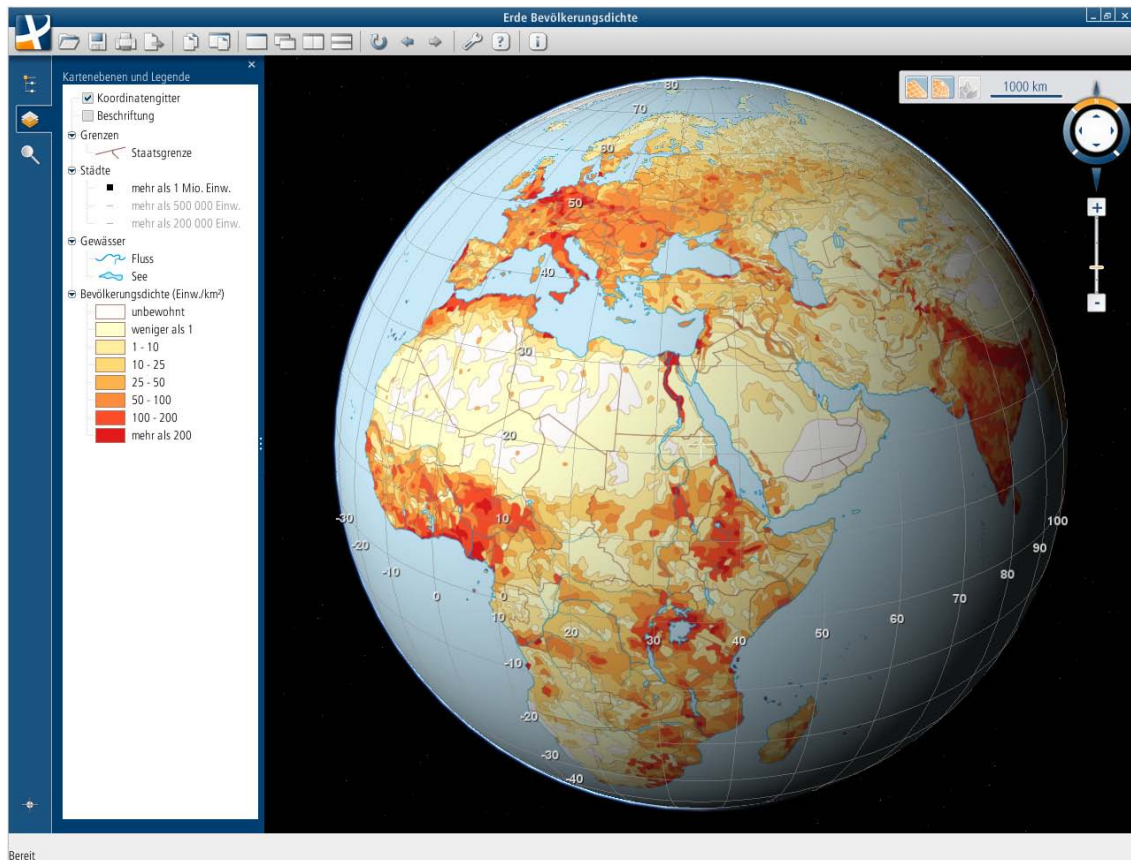 Erde Bevölkerungsdichte
Kartenebenen und Legende
Koordinatengitter
Beschriftung
Grenzen
Staatsgrenze
Städte
mehr als 1 Mio. Einw.
mehr als 500 000 Einw.
mehr als 200 000 Einw.
Gewässer
Fluss
See
Bevölkerungsdichte (Einw./km²)
unbewohnt
weniger als 1
1 - 10
10 - 25
25 - 50
50 - 100
100 - 200
mehr als 200
1000 km
N
+
-
80
70
60
50
40
30
20
10
0
-10
-20
-30
-40
-30
-20
-10
0
10
20
30
40
50
60
70
80
90
100
Bereit